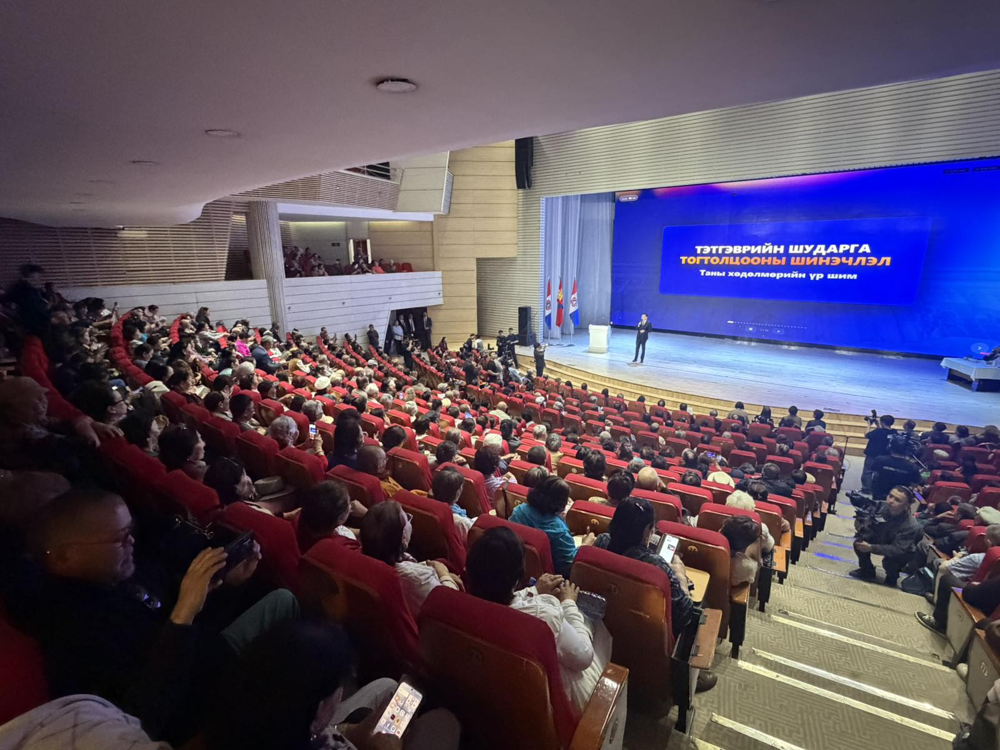 ТЭТГЭВРИЙН ШУДАРГА
ТОГТОЛЦООНЫ ШИНЭЧЛЭЛ
Таны хөдөлмөрийн үр шим